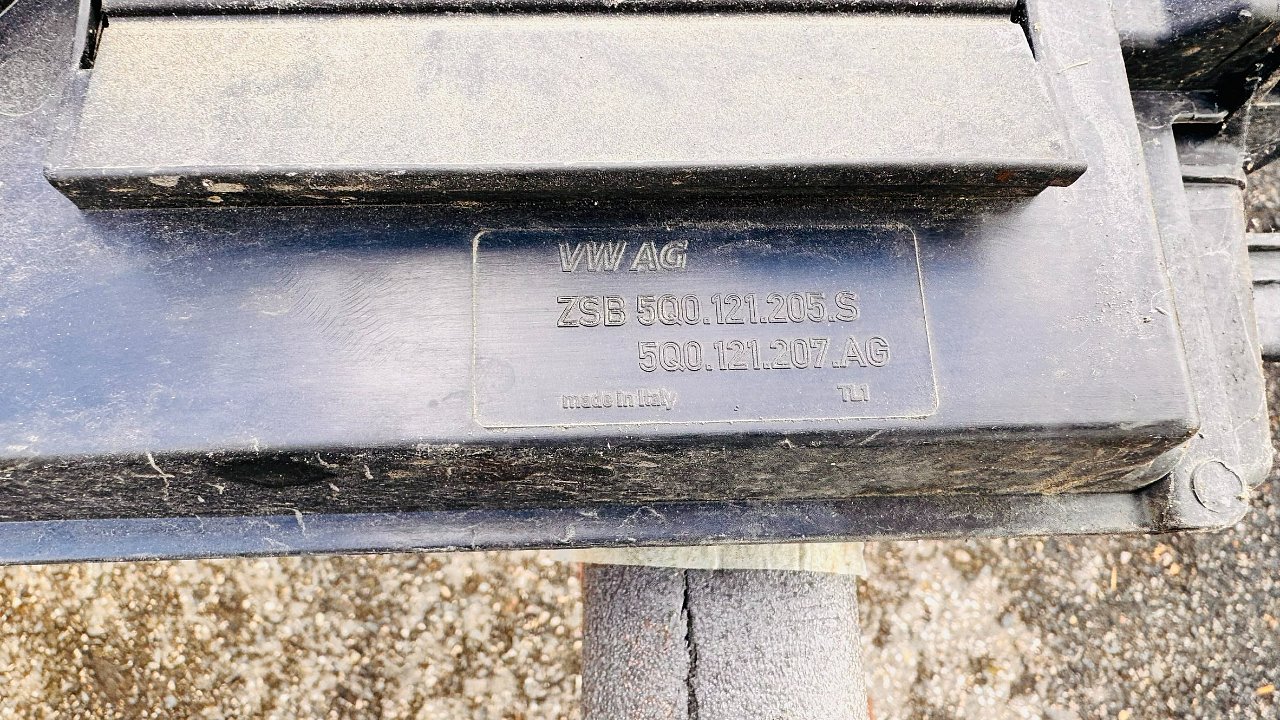 VW AG
ZSB 5Q0.121.205.S
5Q0.121.207.AG
made in Italy
TL1